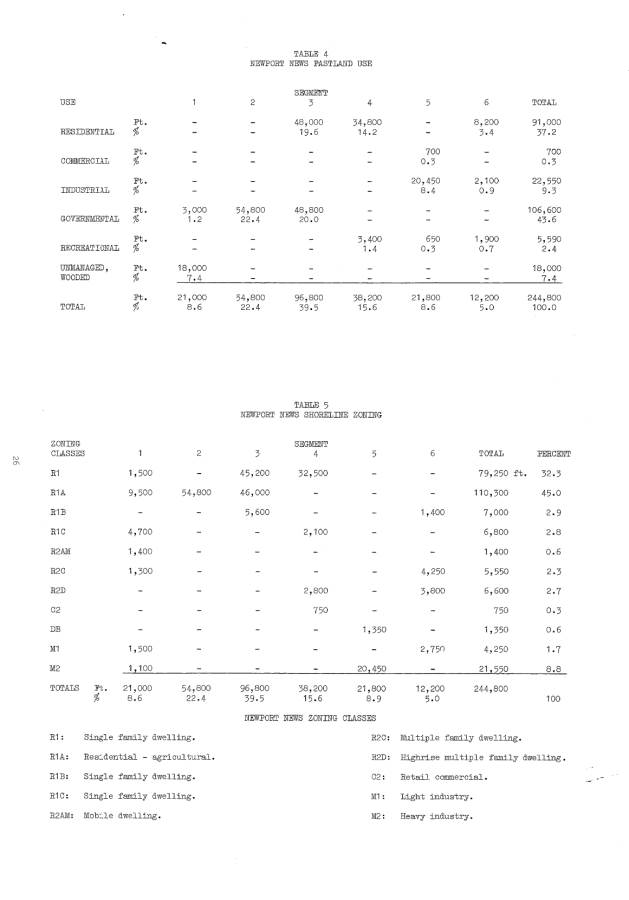 TABLE 4
NEWPORT NEWS FASTLAND USE
SEGMENT
USE 1 2 3 4 5 6 TOTAL
RESIDENTIAL Ft. - - 48,000 34,800 - 8,200 91,000
% - - 19.6 14.2 - 3.4 37.2
COMMERCIAL Ft. - - - - 700 - 700
% - - - - 0.3 - 0.3
INDUSTRIAL Ft. - - - - 20,450 2,100 22,550
% - - - - 8.4 0.9 9.3
GOVERNMENTAL Ft. 3,000 54,800 48,800 - - - 106,600
% 1.2 22.4 20.0 - - - 43.6
RECREATIONAL Ft. - - - 3,400 650 1,900 5,590
% - - - 1.4 0.3 0.7 2.4
UNMANAGED, Ft. 18,000 - - - - - 18,000
WOODED % 7.4 - - - - - 7.4
Ft. 21,000 54,800 96,800 38,200 21,800 12,200 244,800
TOTAL % 8.6 22.4 39.5 15.6 8.6 5.0 100.0
TABLE 5
NEWPORT NEWS SHORELINE ZONING
ZONING SEGMENT
CLASSES 1 2 3 4 5 6 TOTAL PERCENT
R1 1,500 - 45,200 32,500 - - 79,250 ft. 32.3
R1A 9,500 54,800 46,000 - - - 110,300 45.0
R1B - - 5,600 - - 1,400 7,000 2.9
R1C 4,700 - - 2,100 - - 6,800 2.8
R2AM 1,400 - - - - - 1,400 0.6
R2C 1,300 - - - - 4,250 5,550 2.3
R2D - - - 2,800 - 3,800 6,600 2.7
C2 - - - 750 - - 750 0.3
DB - - - - 1,350 - 1,350 0.6
M1 1,500 - - - - 2,750 4,250 1.7
M2 1,100 - - - 20,450 - 21,550 8.8
TOTALS Ft. 21,000 54,800 96,800 38,200 21,800 12,200 244,800
% 8.6 22.4 39.5 15.6 8.9 5.0 100
NEWPORT NEWS ZONING CLASSES
R1: Single family dwelling.
R1A: Residential - agricultural.
R1B: Single family dwelling.
R1C: Single family dwelling.
R2AM: Mobile dwelling.
R2C: Multiple family dwelling.
R2D: Highrise multiple family dwelling.
C2: Retail commercial.
M1: Light industry.
M2: Heavy industry.
26